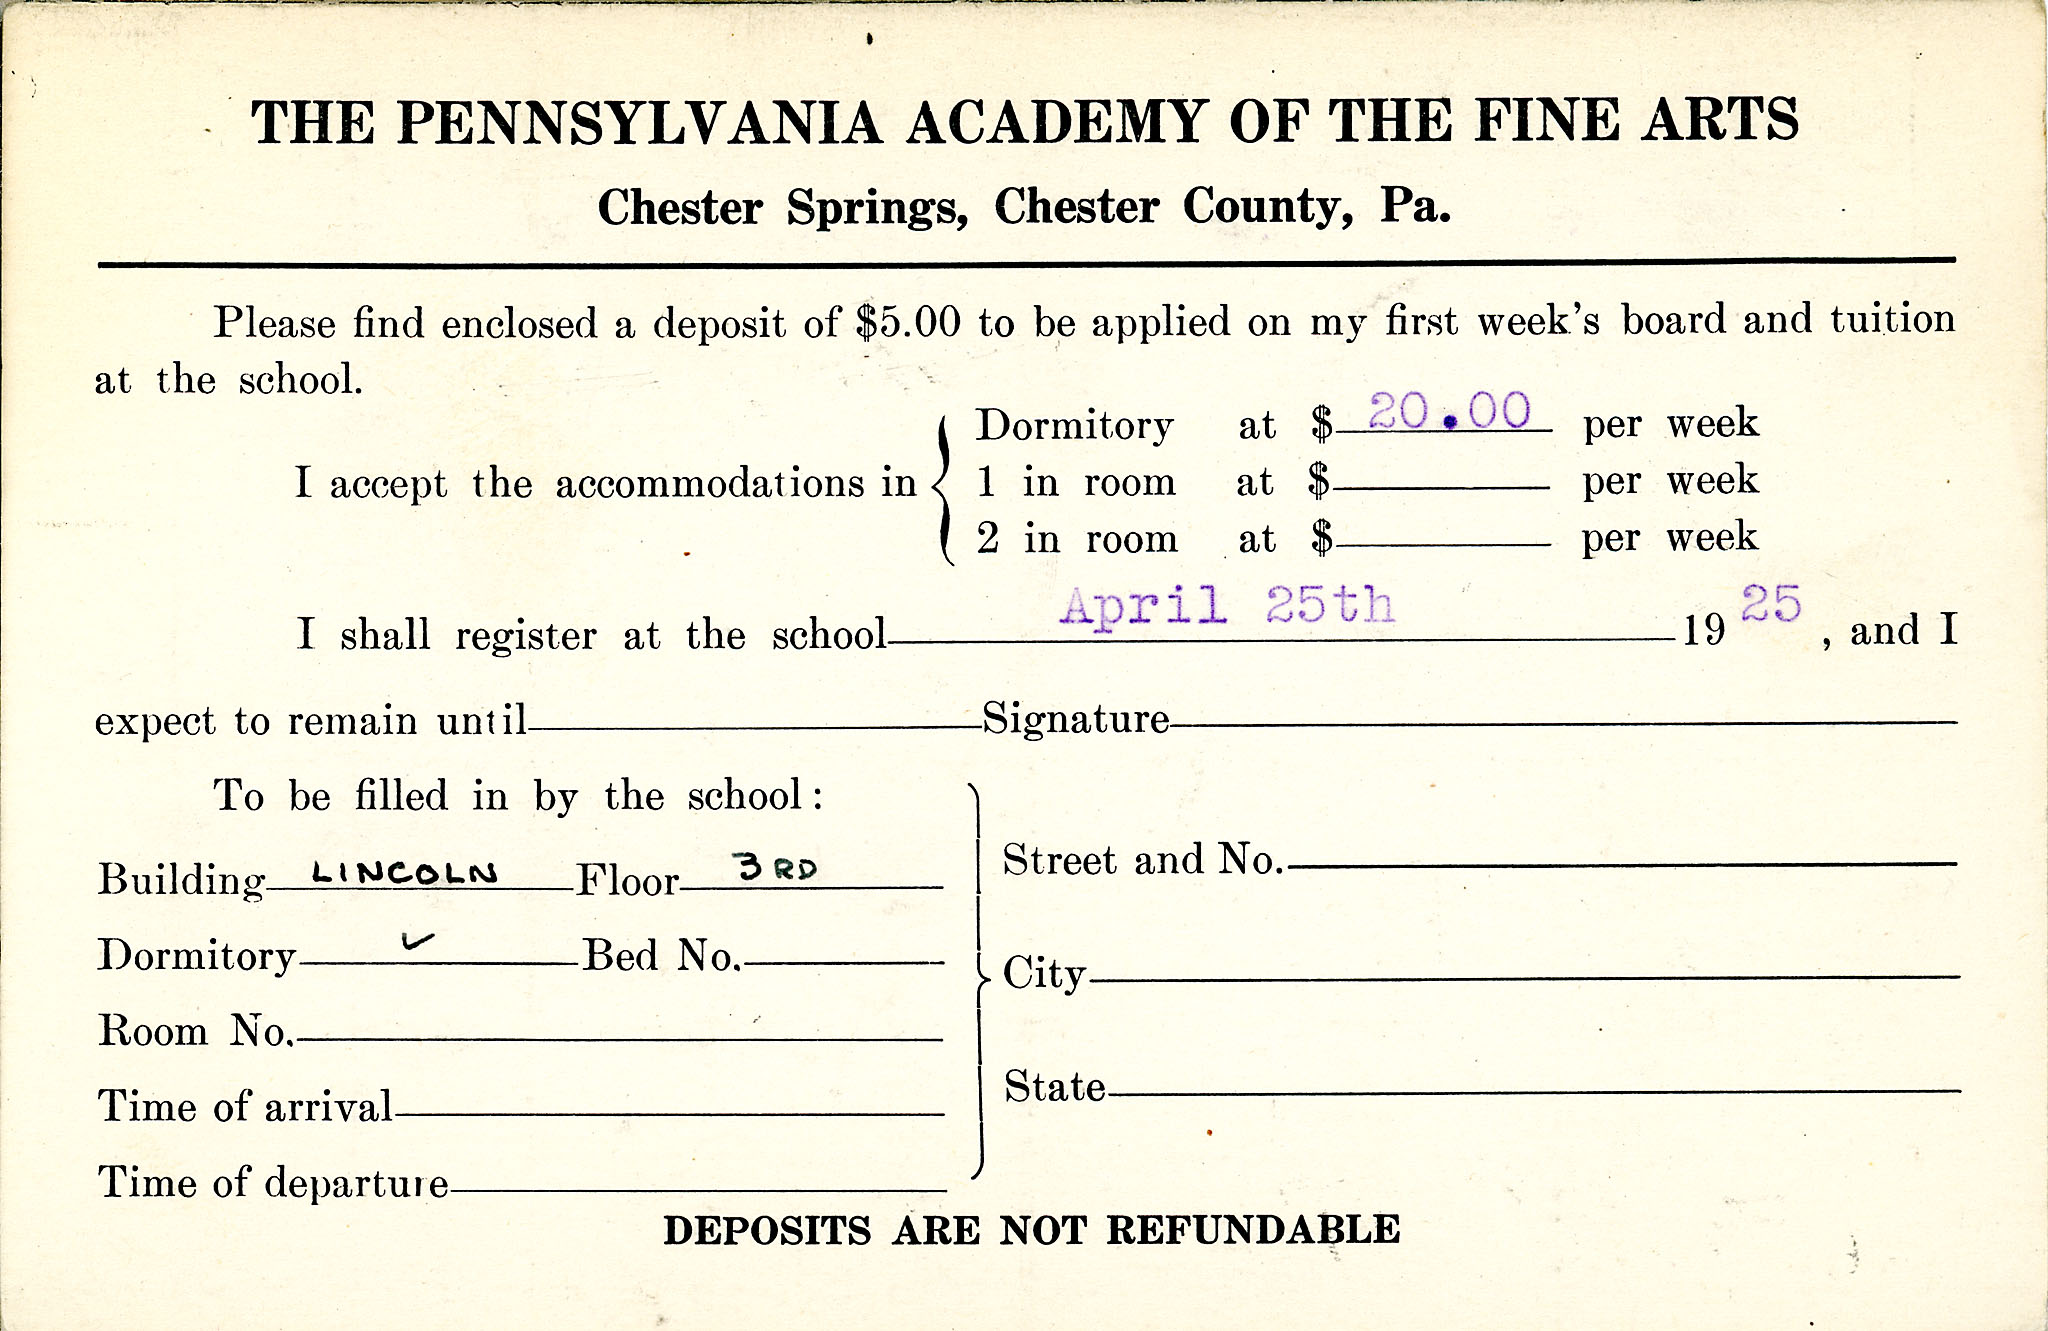 THE PENNSYLVANIA ACADEMY OF THE FINE ARTS
Chester Springs, Chester County, Pa.
Please find enclosed a deposit of $5.00 to be applied on my first week's board and tuition
at the school.
I accept the accommodations in
Dormitory at $ 20.00 per week
1 in room at $ per week
2 in room at $ per week
I shall register at the school April 25th 19 25, and I
expect to remain until Signature
To be filled in by the school:
Building LINCOLN Floor 3RD
Dormitory ✓ Bed No.
Room No.
Time of arrival
Time of departure
Street and No.
City
State
DEPOSITS ARE NOT REFUNDABLE